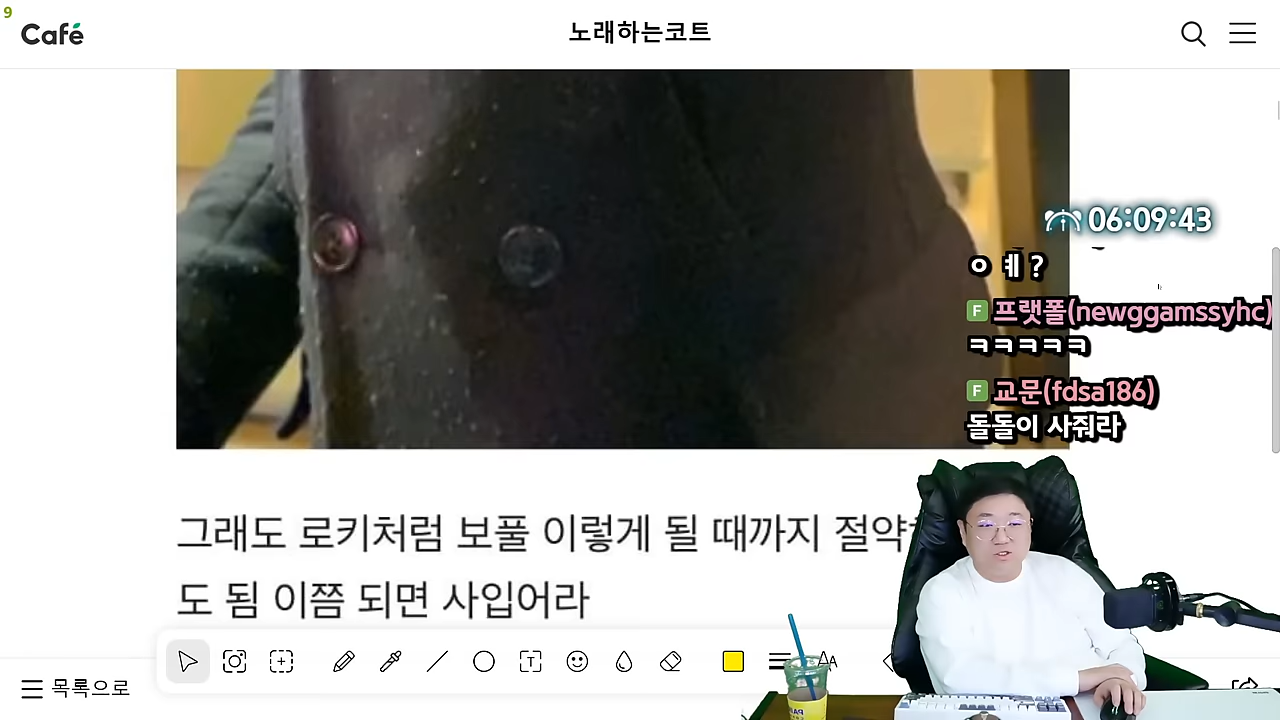 9
Café
노래하는코트
06:09:43
ㅇ ㅖ ?
F 프랫폴(newggamssyhc)
ㅋㅋㅋㅋㅋ
F 교문(fdsa186)
돌돌이 사줘라
그래도 로키처럼 보풀 이렇게 될 때까지 절약
도 됨 이쯤 되면 사입어라
T
AA
목록으로